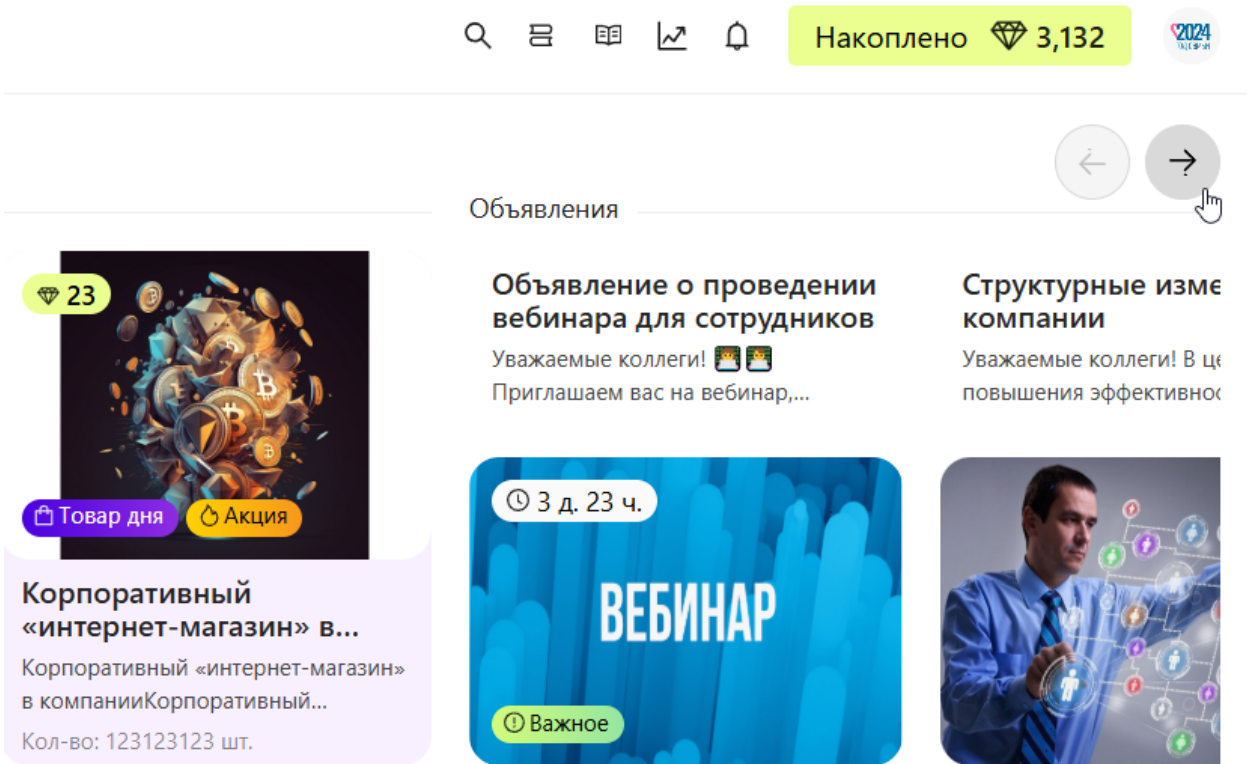 Накоплено 3,132
2024
Объявления
23
Товар дня
Акция
Корпоративный
«интернет-магазин» в...
Корпоративный «интернет-магазин»
в компанииКорпоративный...
Кол-во: 123123123 шт.
Объявление о проведении
вебинара для сотрудников
Уважаемые коллеги!
Приглашаем вас на вебинар,...
3 д. 23 ч.
ВЕБИНАР
Важное
Структурные изме
компании
Уважаемые коллеги! В це
повышения эффективнос